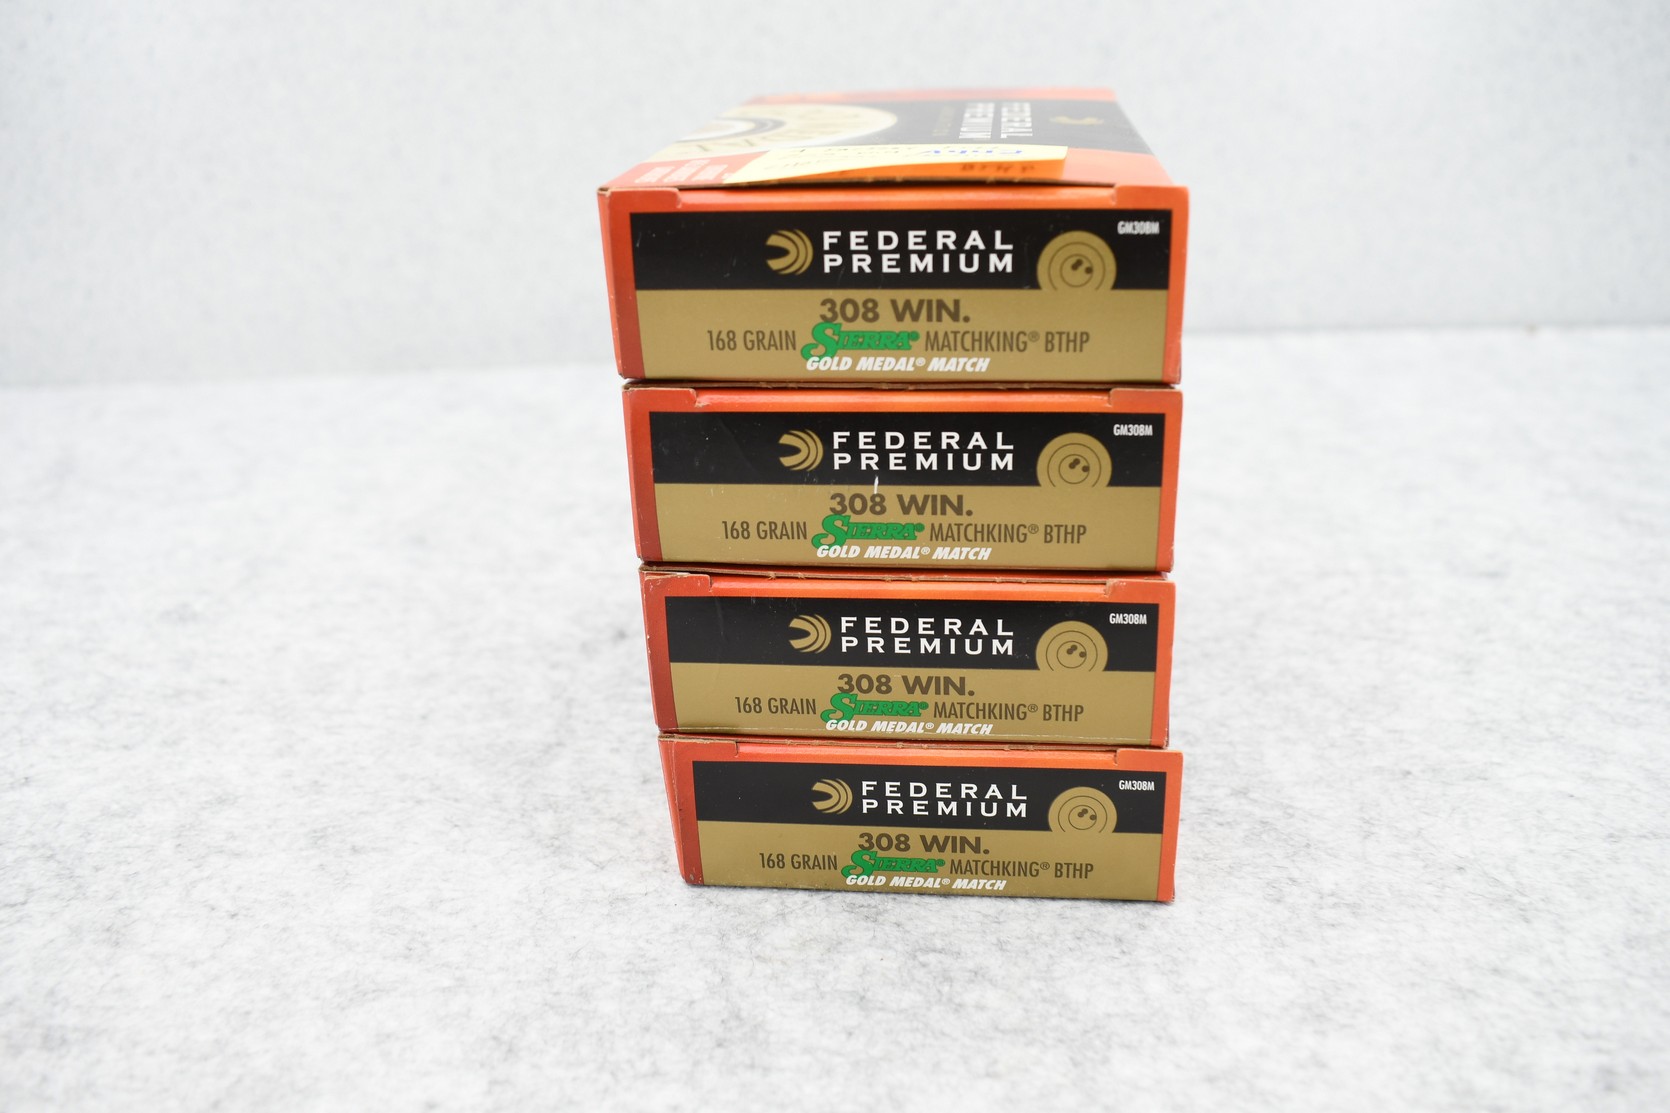 FEDERAL
PREMIUM
FEDERAL
PREMIUM
GM308M
308 WIN.
168 GRAIN SIERRA® MATCHKING® BTHP
GOLD MEDAL® MATCH
FEDERAL
PREMIUM
GM308M
308 WIN.
168 GRAIN SIERRA® MATCHKING® BTHP
GOLD MEDAL® MATCH
FEDERAL
PREMIUM
GM308M
308 WIN.
168 GRAIN SIERRA® MATCHKING® BTHP
GOLD MEDAL® MATCH
FEDERAL
PREMIUM
GM308M
308 WIN.
168 GRAIN SIERRA® MATCHKING® BTHP
GOLD MEDAL® MATCH